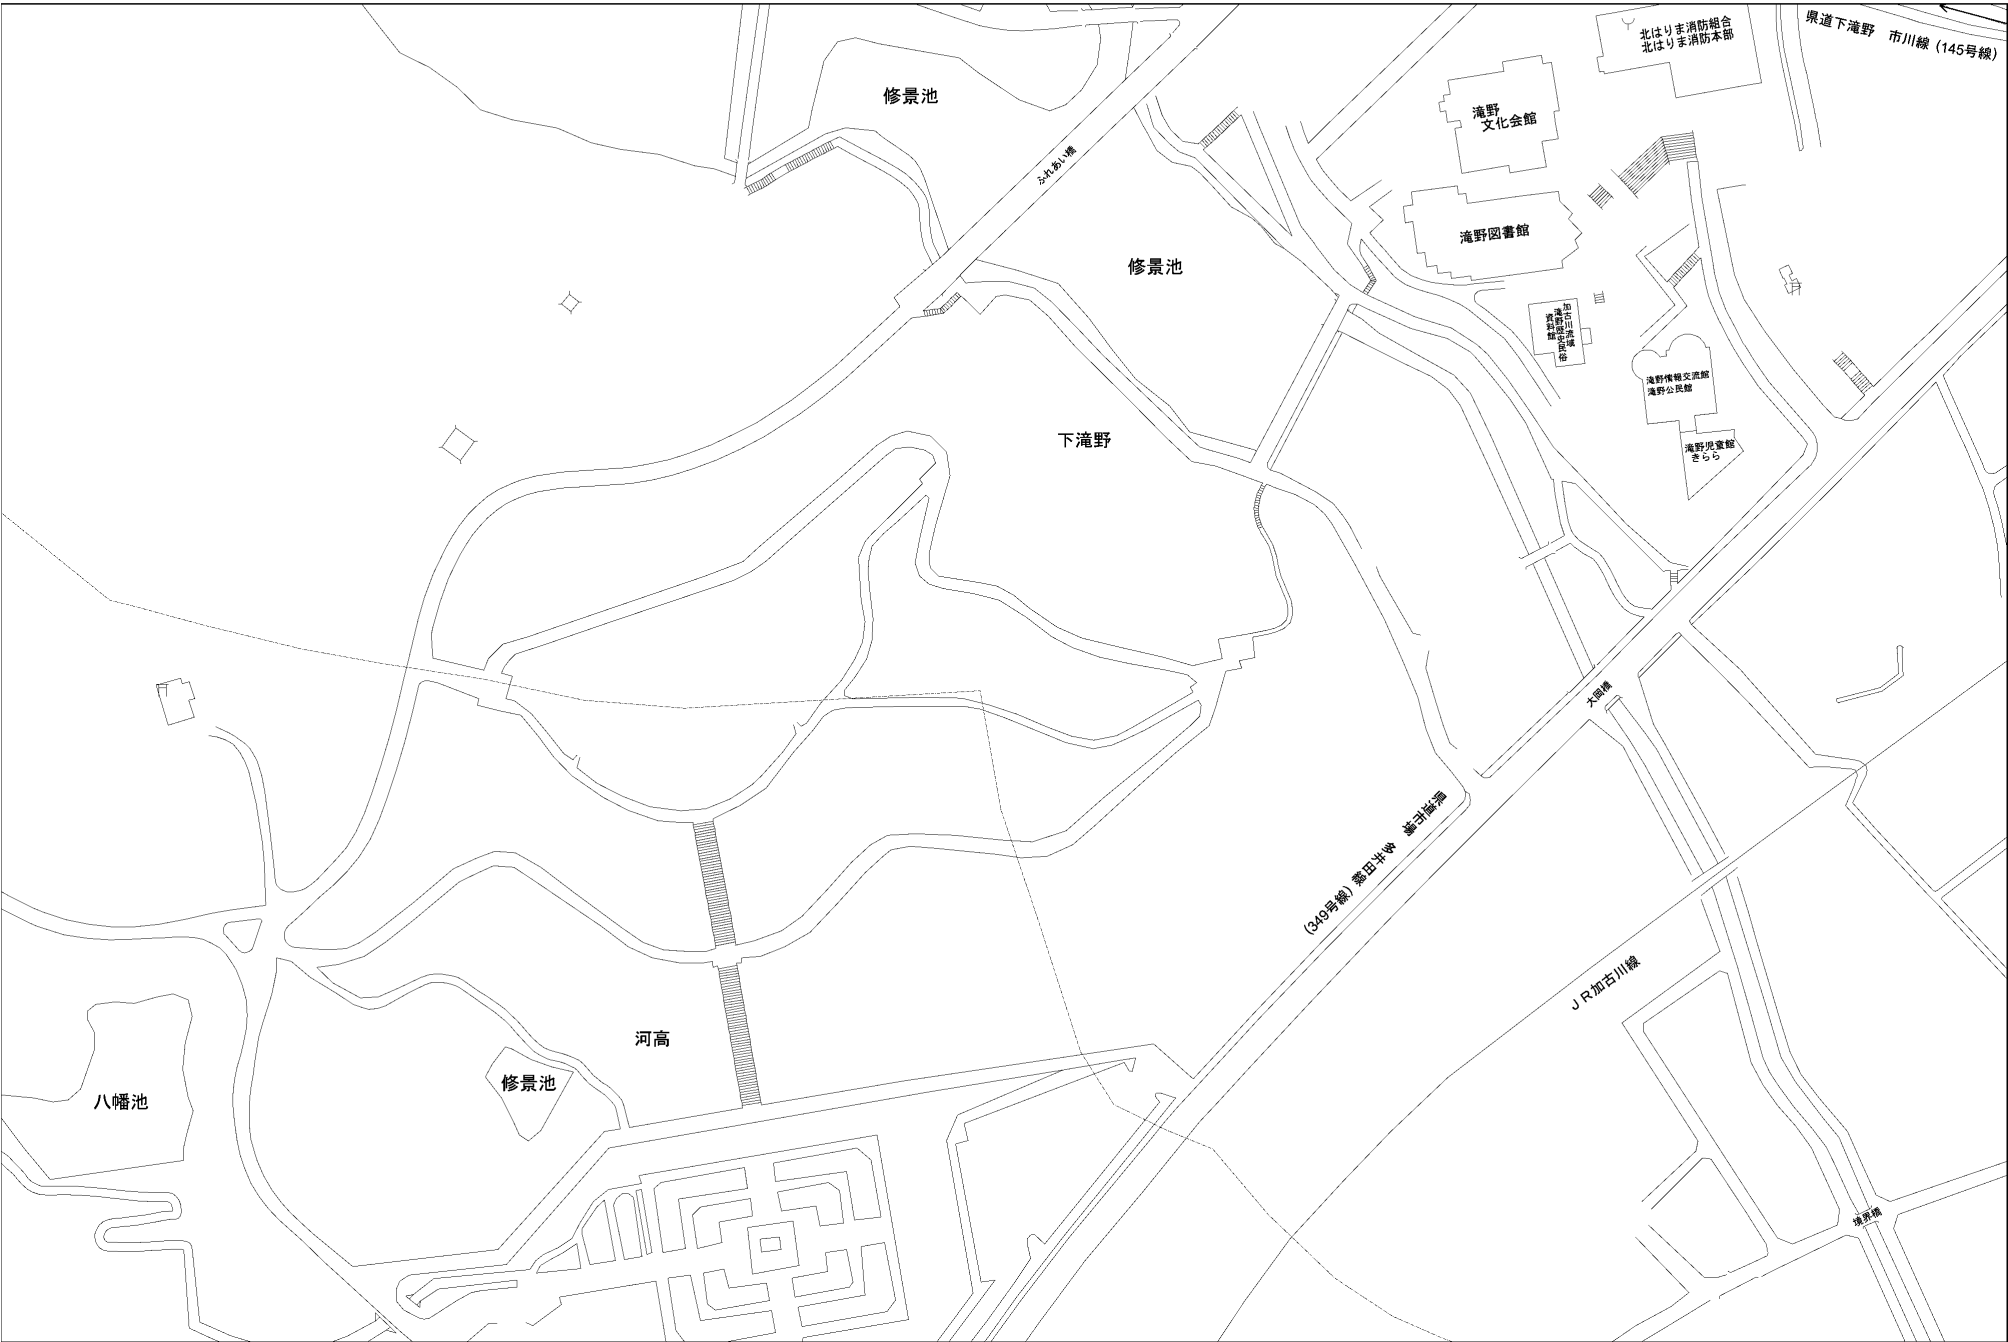 北はりま消防組合
北はりま消防本部
県道下滝野　市川線（145号線）
修景池
滝野
文化会館
ふれあい橋
滝野図書館
修景池
加古川流域
滝野歴史民俗
資料館
滝野情報交流館
滝野公民館
下滝野
滝野児童館
きらら
大岡橋
県道市場　多井田線（349号線）
ＪＲ加古川線
河高
修景池
八幡池
境界橋